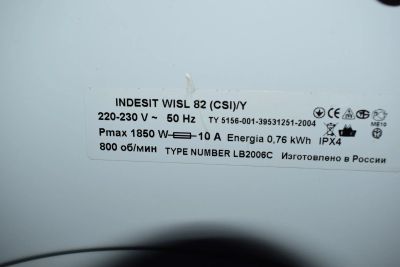 INDESIT WISL 82 (CSI)/Y
220-230 V ~ 50 Hz ТУ 5156-001-39531251-2004
Pmax 1850 W 10 A Energia 0,76 kWh IPX4
800 об/мин TYPE NUMBER LB2006C Изготовлено в России